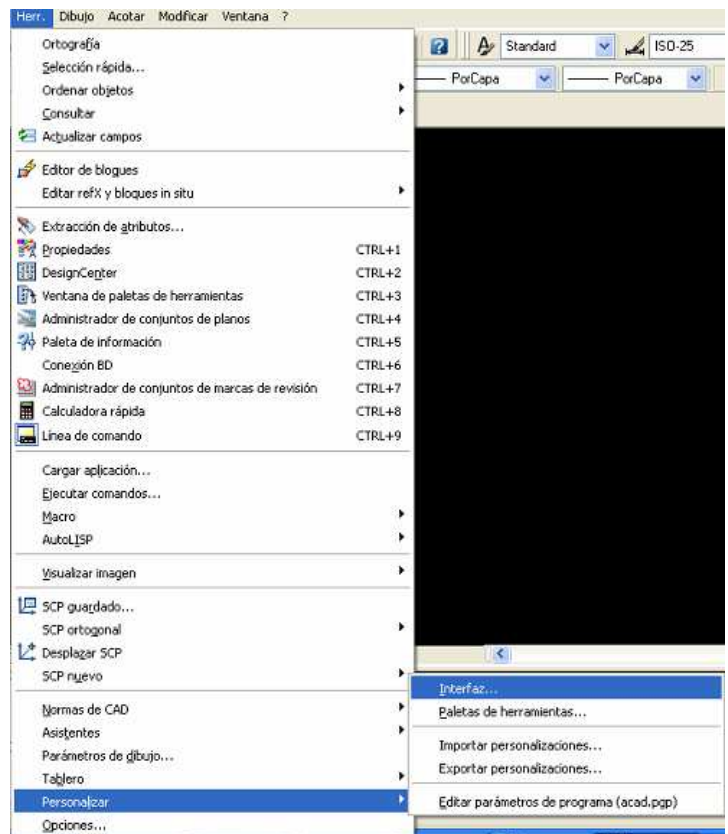 Herr. Dibujo Acotar Modificar Ventana ?
Standard ISO-25
PorCapa PorCapa
Ortografía
Selección rápida...
Ordenar objetos
Consultar
Actualizar campos
Editor de bloques
Editar refX y bloques in situ
Extracción de atributos...
Propiedades CTRL+1
DesignCenter CTRL+2
Ventana de paletas de herramientas CTRL+3
Administrador de conjuntos de planos CTRL+4
Paleta de información CTRL+5
Conexión BD CTRL+6
Administrador de conjuntos de marcas de revisión CTRL+7
Calculadora rápida CTRL+8
Línea de comando CTRL+9
Cargar aplicación...
Ejecutar comandos...
Macro
AutoLISP
Visualizar imagen
SCP guardado...
SCP ortogonal
Desplazar SCP
SCP nuevo
Normas de CAD
Asistentes
Parámetros de dibujo...
Tablero
Personalizar
Opciones...
Interfaz...
Paletas de herramientas...
Importar personalizaciones...
Exportar personalizaciones...
Editar parámetros de programa (acad.pgp)